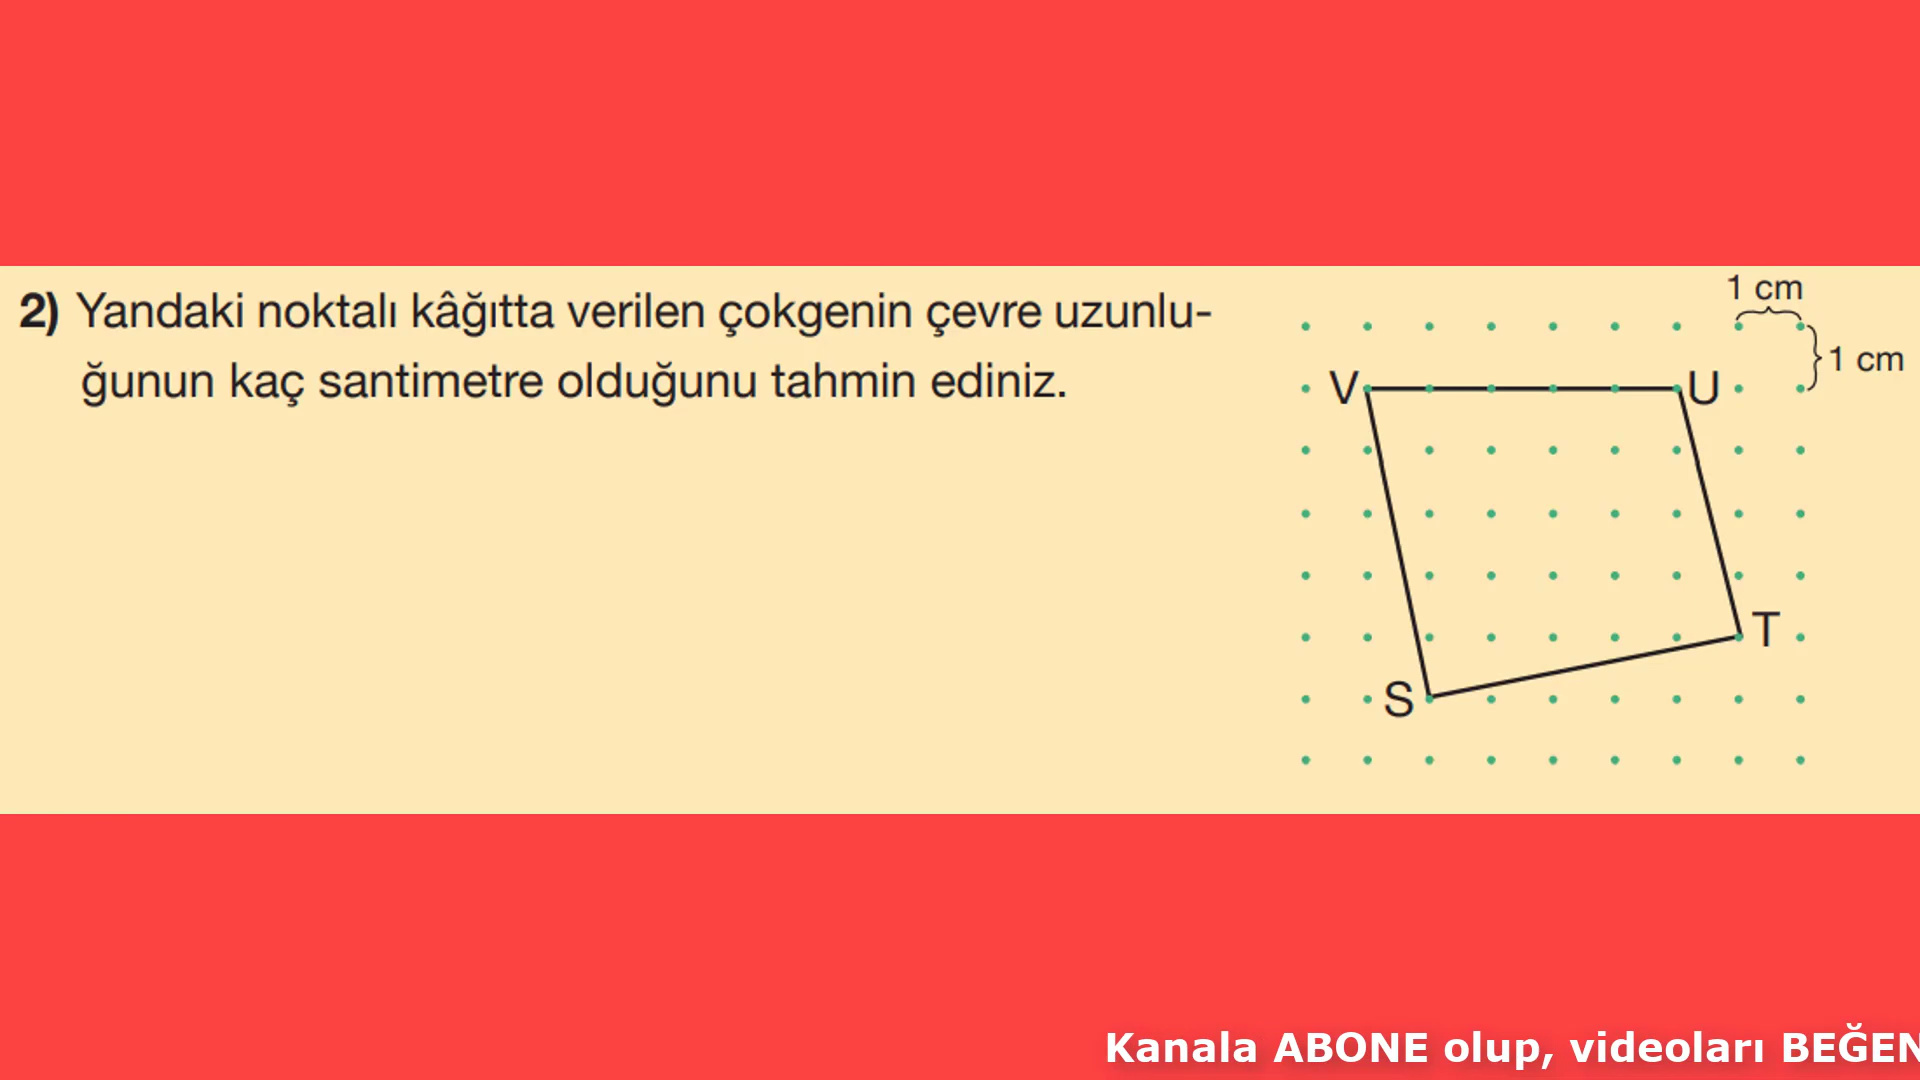 2) Yandaki noktalı kâğıtta verilen çokgenin çevre uzunlu-
ğunun kaç santimetre olduğunu tahmin ediniz.
1 cm
1 cm
V
U
T
S
Kanala ABONE olup, videoları BEĞEN